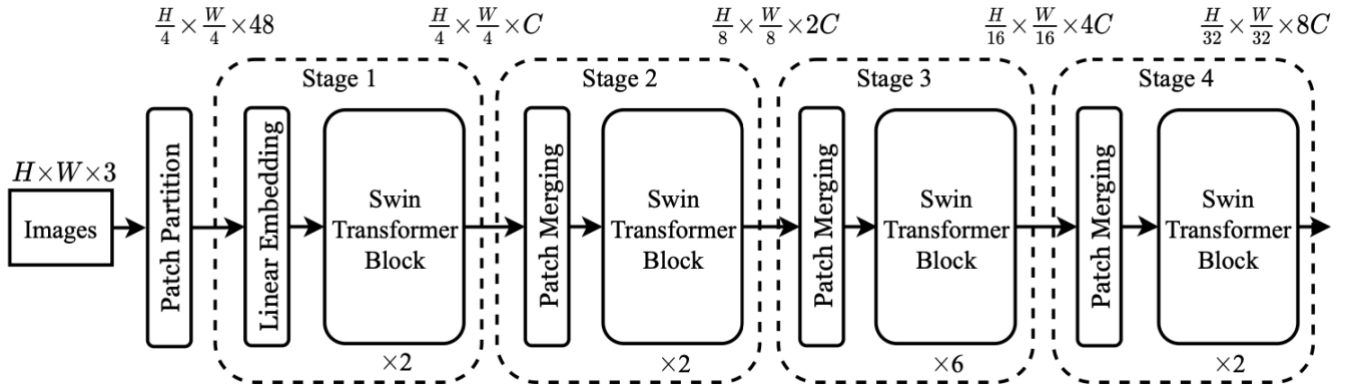 H/4 × W/4 × 48
H/4 × W/4 × C
H/8 × W/8 × 2C
H/16 × W/16 × 4C
H/32 × W/32 × 8C
Stage 1
Stage 2
Stage 3
Stage 4
H×W×3
Images
Patch Partition
Linear Embedding
Swin
Transformer
Block
×2
Patch Merging
Swin
Transformer
Block
×2
Patch Merging
Swin
Transformer
Block
×6
Patch Merging
Swin
Transformer
Block
×2